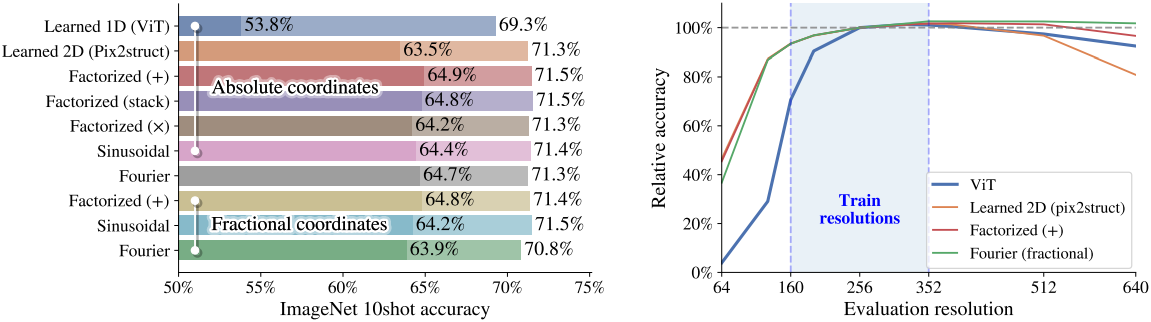 Learned 1D (ViT)
53.8%
69.3%
Learned 2D (Pix2struct)
63.5%
71.3%
Factorized (+)
64.9%
71.5%
Absolute coordinates
Factorized (stack)
64.8%
71.5%
Factorized (×)
64.2%
71.3%
Sinusoidal
64.4%
71.4%
Fourier
64.7%
71.3%
Factorized (+)
64.8%
71.4%
Sinusoidal
Fractional coordinates
64.2%
71.5%
Fourier
63.9%
70.8%
50%
55%
60%
65%
70%
75%
ImageNet 10shot accuracy
Relative accuracy
100%
80%
60%
40%
20%
0%
Train
resolutions
ViT
Learned 2D (pix2struct)
Factorized (+)
Fourier (fractional)
64
160
256
352
512
640
Evaluation resolution